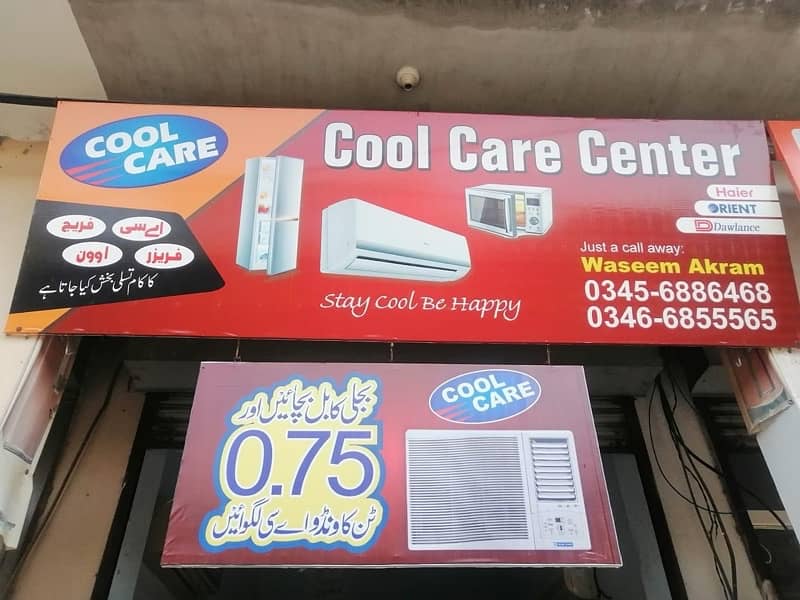 COOL
CARE
Cool Care Center
Haier
ORIENT
Dawlance
اے سی
فریج
فریزر
اوون
کا کام تسلی بخش کیا جاتا ہے
Stay Cool Be Happy
Just a call away:
Waseem Akram
0345-6886468
0346-6855565
بجلی کا بل بچائیں اور
0.75
ٹن کا ونڈو اے سی لگوائیں
COOL
CARE